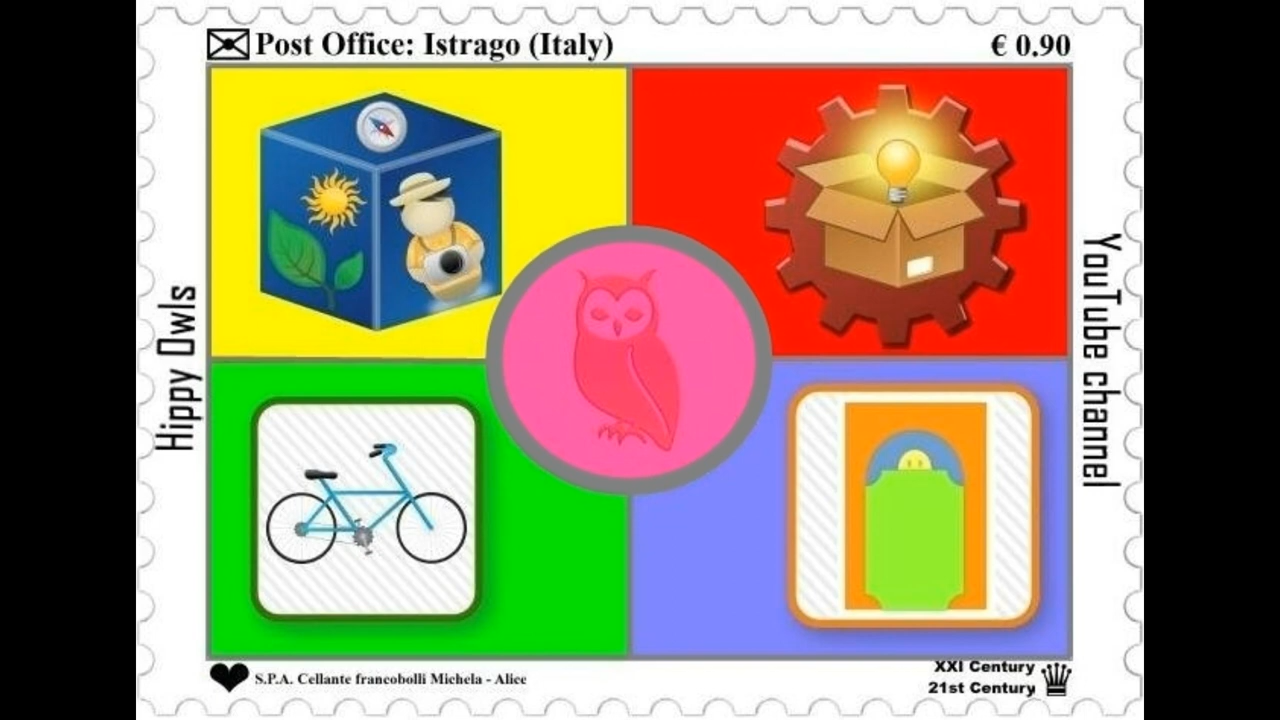 Post Office: Istrago (Italy)
€ 0.90
Hippy Owls
YouTube channel
S.P.A. Cellante francobolli Michela - Alice
XXI Century
21st Century